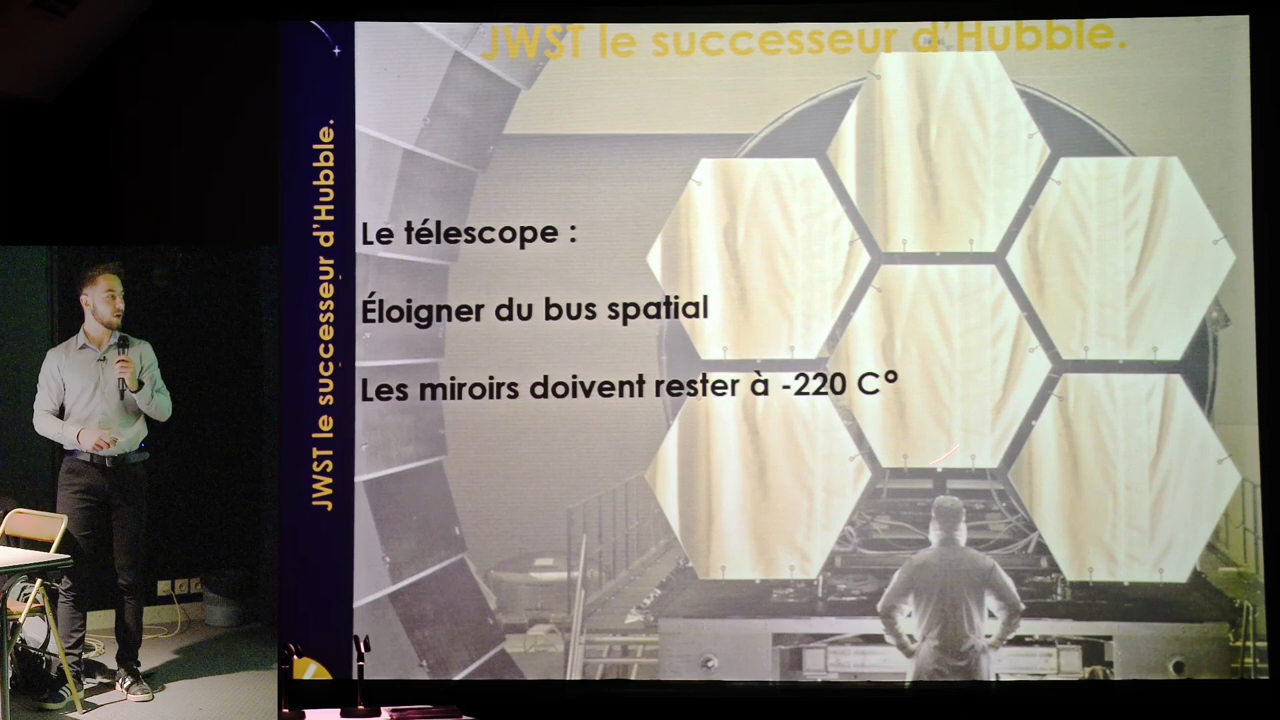 JWST le successeur d'Hubble.
JWST le successeur d'Hubble.
Le télescope :
Éloigner du bus spatial
Les miroirs doivent rester à -220 C°